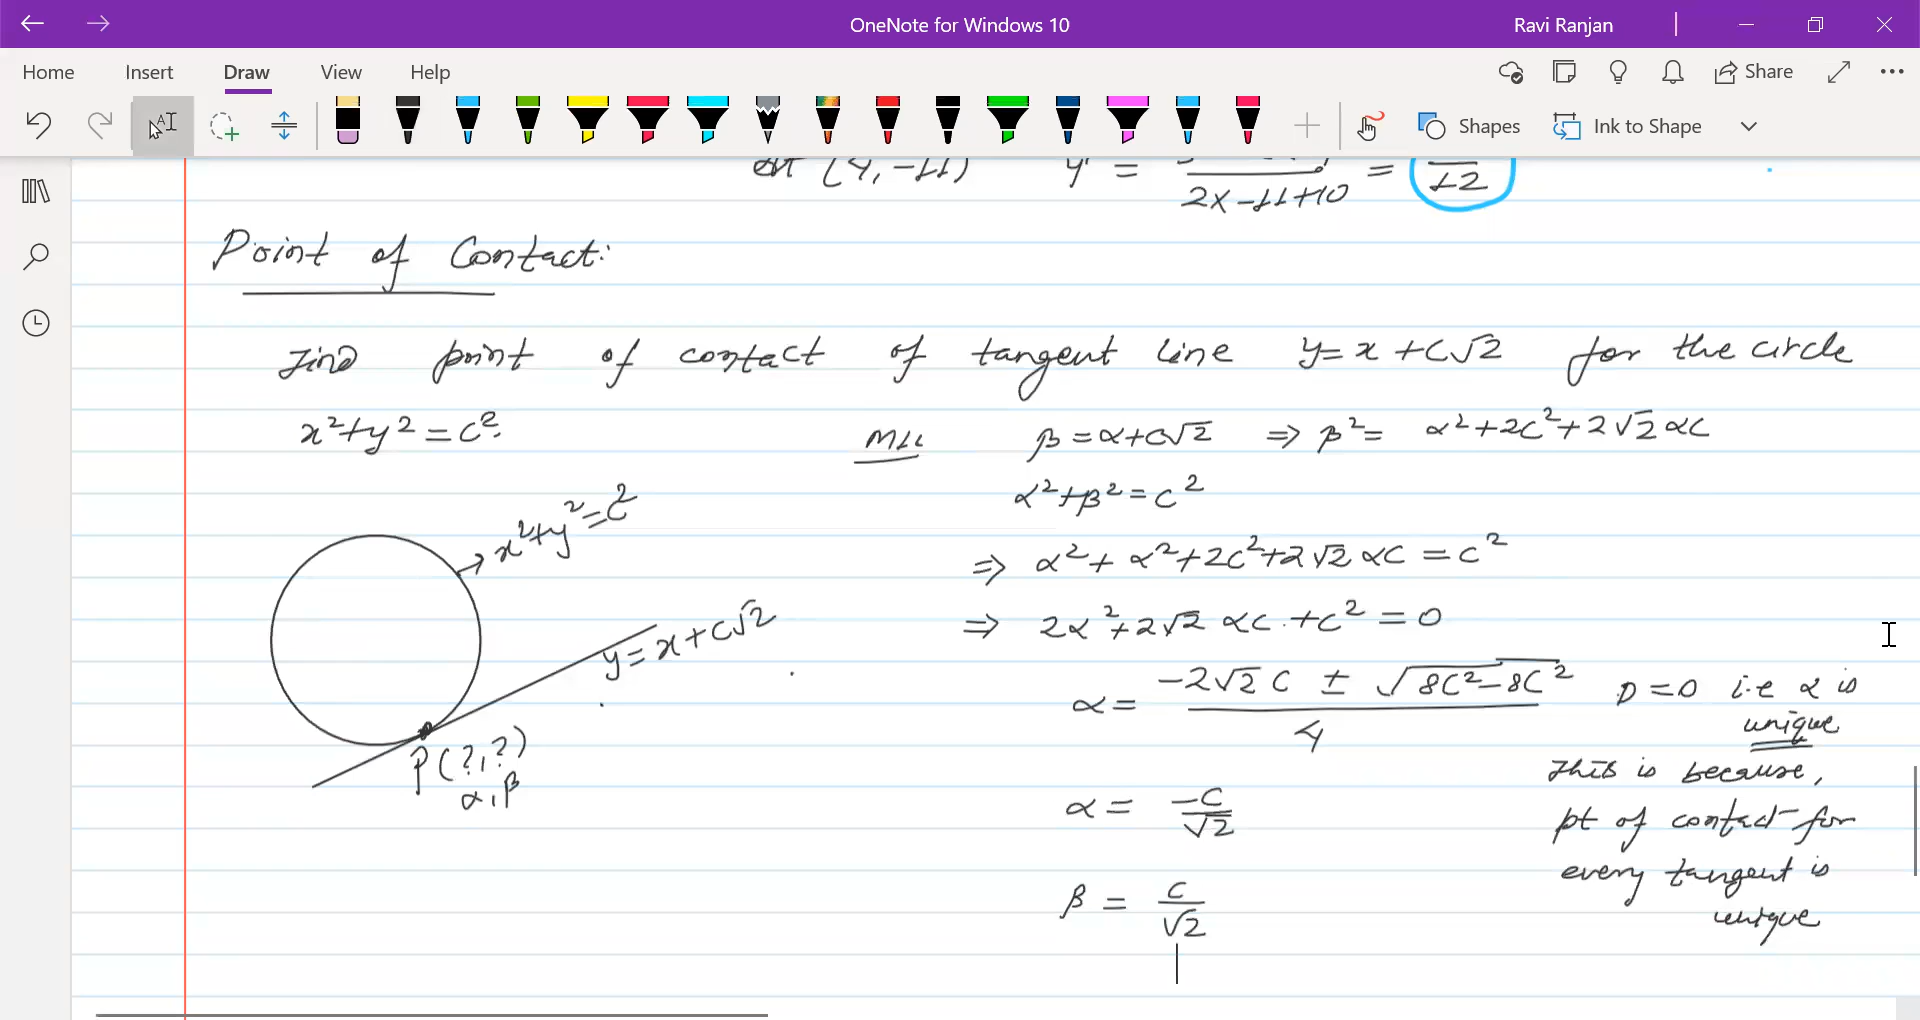 OneNote for Windows 10
Ravi Ranjan
Home Insert Draw View Help
Share
Shapes Ink to Shape
at (4, -11) y' = 2x-11+10 = 12
Point of Contact:
Find point of contact of tangent line y = x + c√2 for the circle
x² + y² = c².
M1: β = α + c√2 ⇒ β² = α² + 2c² + 2√2 αc
α² + β² = c²
⇒ α² + α² + 2c² + 2√2 αc = c²
⇒ 2α² + 2√2 αc + c² = 0
α = (-2√2 c ± √(8c² - 8c²)) / 4
D = 0 i.e α is
unique
This is because,
pt of contact for
every tangent is
unique
α = -c/√2
β = c/√2
→ x² + y² = c²
y = x + c√2
P(?,?)
α,β